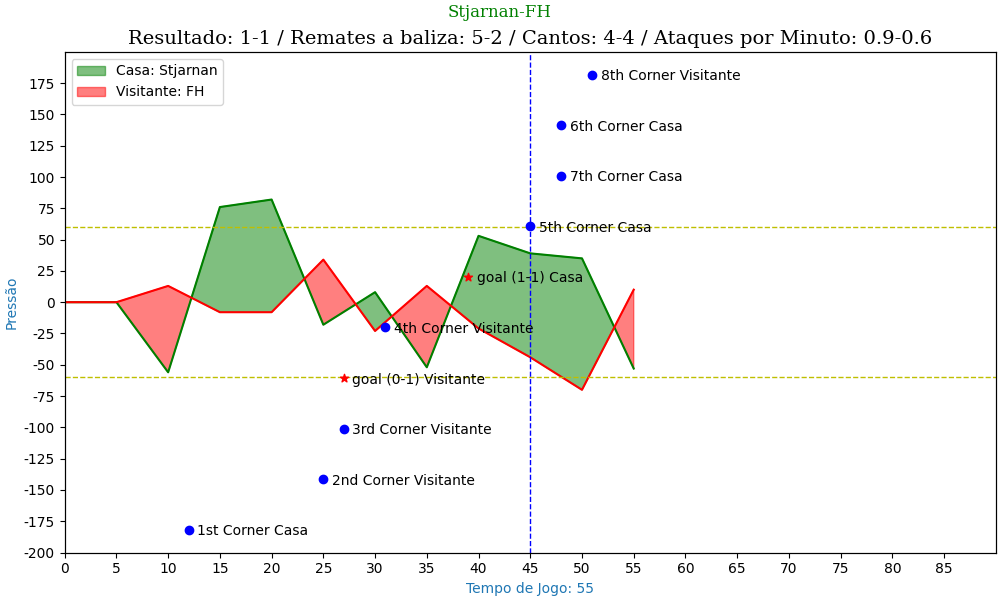 Stjarnan-FH
Resultado: 1-1 / Remates a baliza: 5-2 / Cantos: 4-4 / Ataques por Minuto: 0.9-0.6
Casa: Stjarnan
Visitante: FH
8th Corner Visitante
6th Corner Casa
7th Corner Casa
5th Corner Casa
goal (1-1) Casa
4th Corner Visitante
goal (0-1) Visitante
3rd Corner Visitante
2nd Corner Visitante
1st Corner Casa
Pressão
175
150
125
100
75
50
25
0
-25
-50
-75
-100
-125
-150
-175
-200
0 5 10 15 20 25 30 35 40 45 50 55 60 65 70 75 80 85
Tempo de Jogo: 55